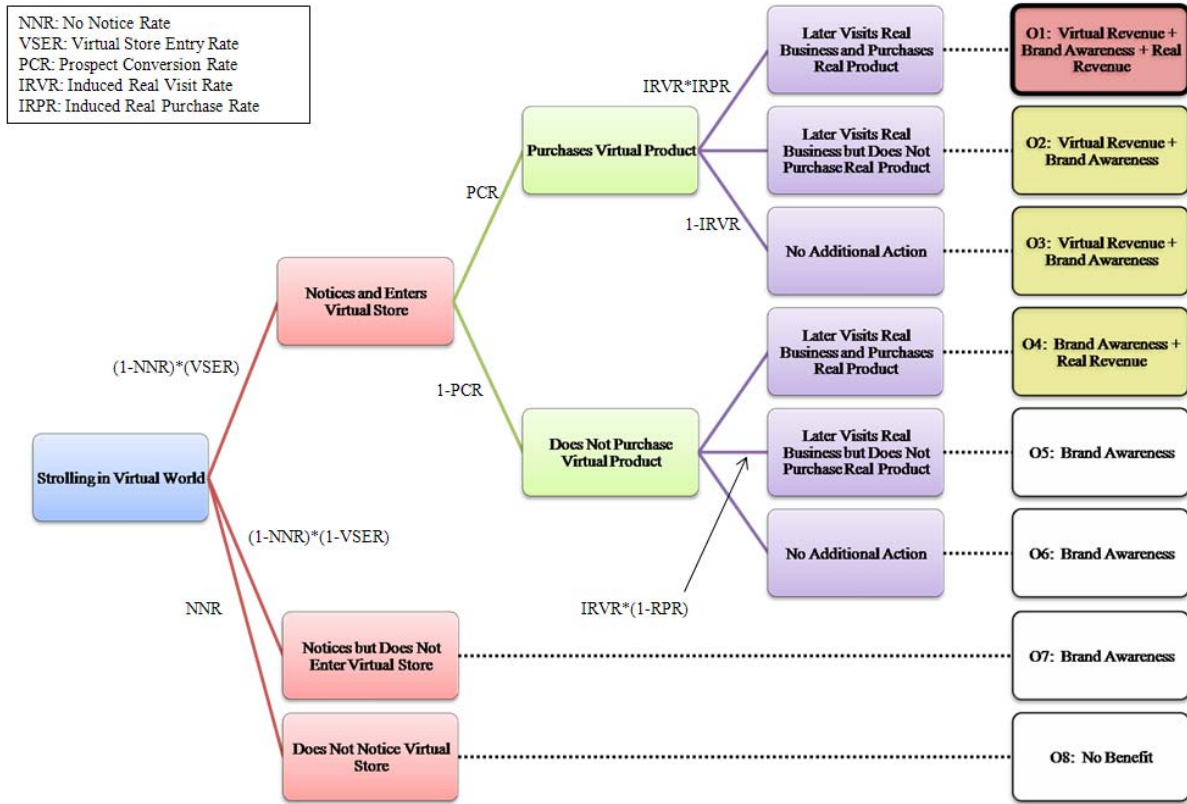 NNR: No Notice Rate
VSER: Virtual Store Entry Rate
PCR: Prospect Conversion Rate
IRVR: Induced Real Visit Rate
IRPR: Induced Real Purchase Rate
Strolling in Virtual World
(1-NNR)*(VSER)
(1-NNR)*(1-VSER)
NNR
Notices and Enters
Virtual Store
Notices but Does Not
Enter Virtual Store
Does Not Notice Virtual
Store
PCR
1-PCR
Purchases Virtual Product
Does Not Purchase
Virtual Product
IRVR*IRPR
1-IRVR
IRVR*(1-RPR)
Later Visits Real
Business and Purchases
Real Product
Later Visits Real
Business but Does Not
Purchase Real Product
No Additional Action
Later Visits Real
Business and Purchases
Real Product
Later Visits Real
Business but Does Not
Purchase Real Product
No Additional Action
O1: Virtual Revenue +
Brand Awareness + Real
Revenue
O2: Virtual Revenue +
Brand Awareness
O3: Virtual Revenue +
Brand Awareness
O4: Brand Awareness +
Real Revenue
O5: Brand Awareness
O6: Brand Awareness
O7: Brand Awareness
O8: No Benefit